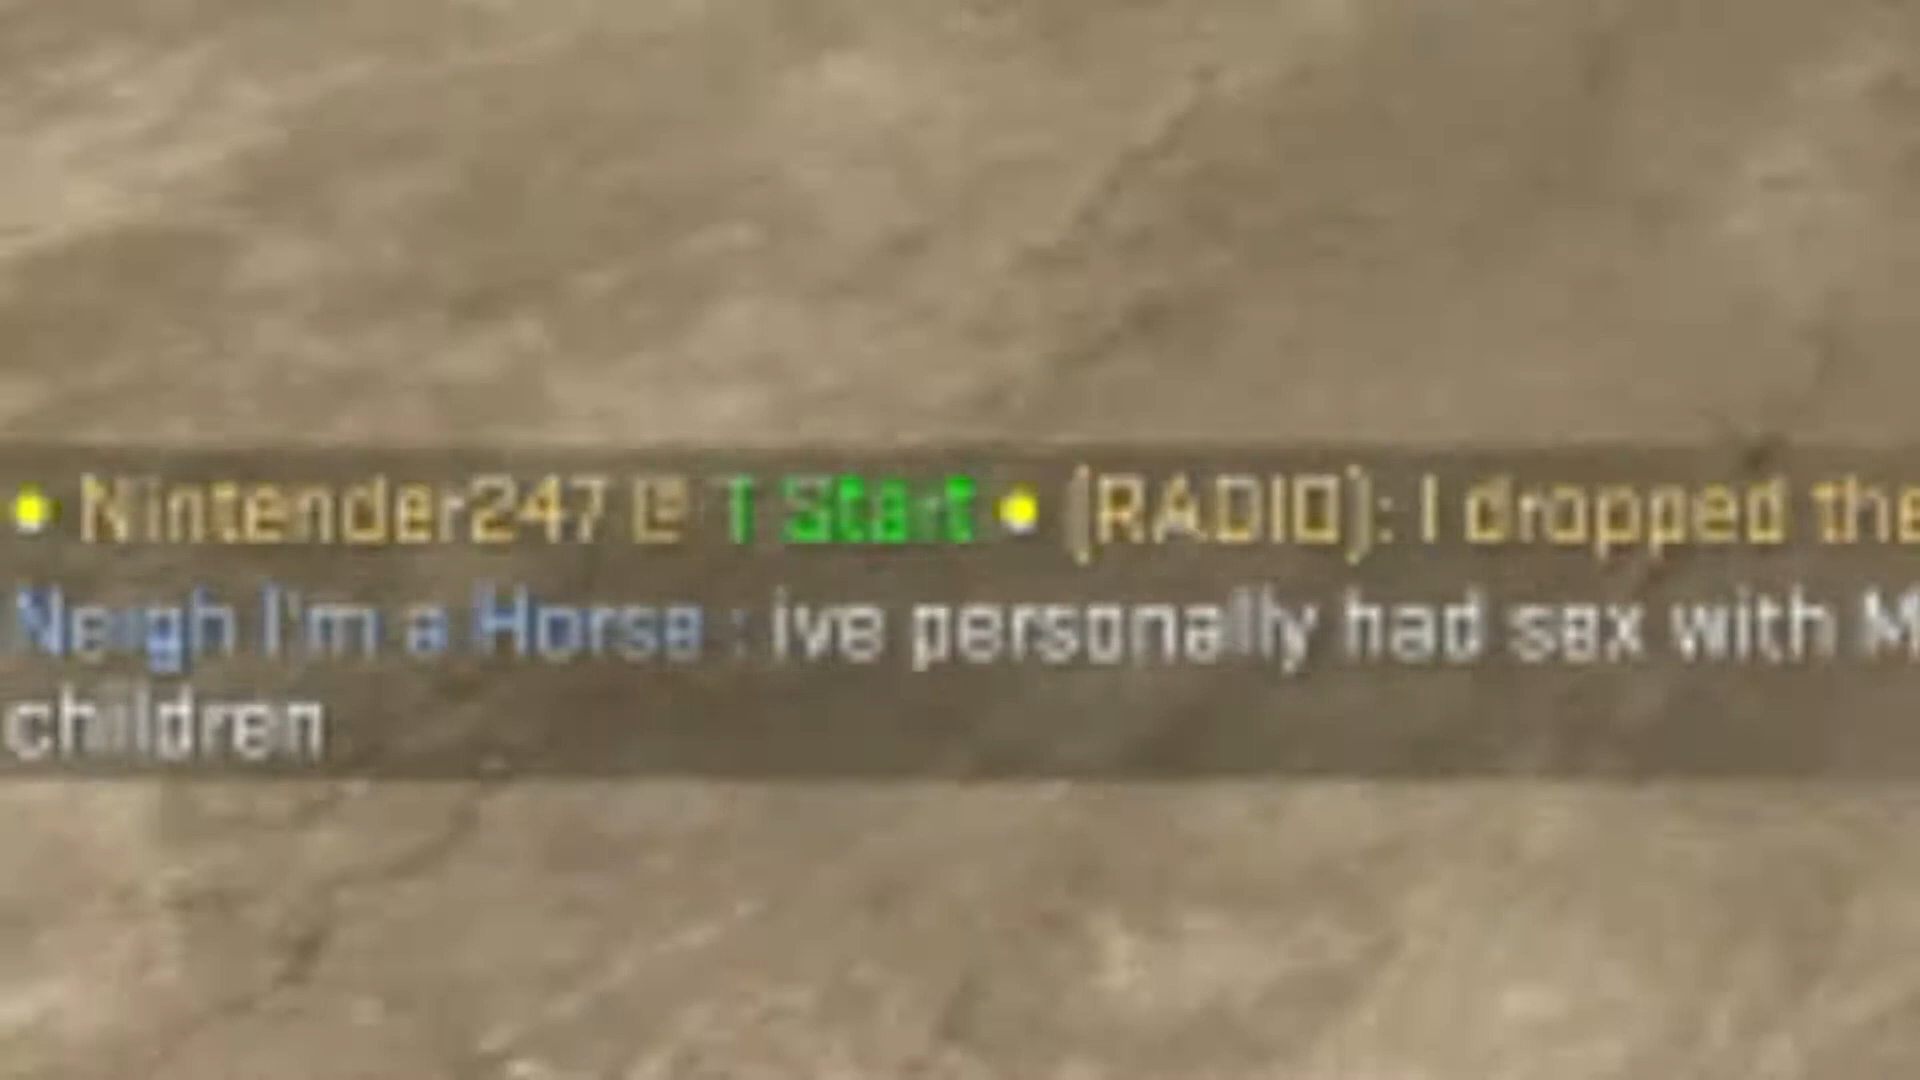 Nintender247 @ T Start • (RADIO): I dropped the
Neigh I'm a Horse : ive personally had sex with M
children